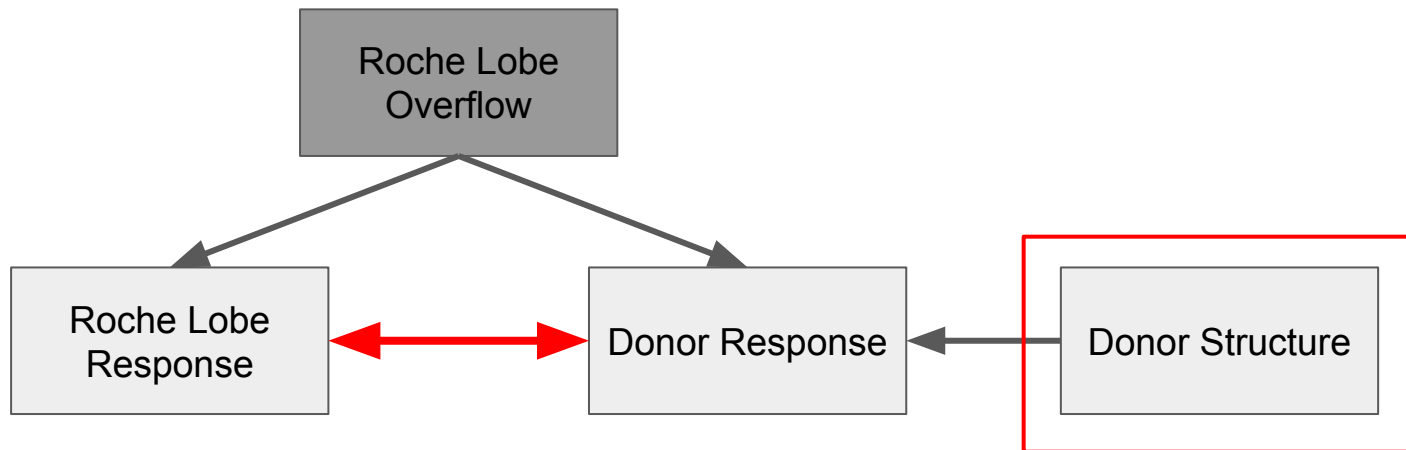 Roche Lobe
Overflow
Roche Lobe
Response
Donor Response
Donor Structure